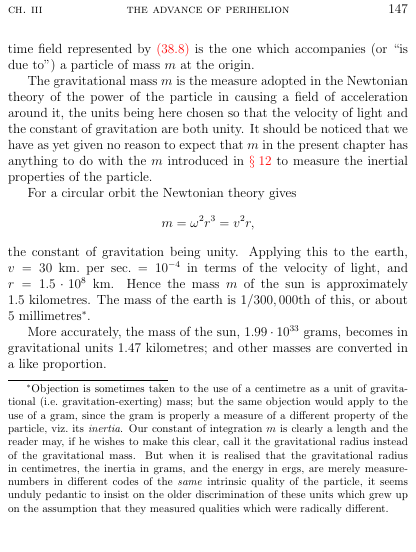 CH. III THE ADVANCE OF PERIHELION 147
time field represented by (38.8) is the one which accompanies (or “is
due to”) a particle of mass m at the origin.
The gravitational mass m is the measure adopted in the Newtonian
theory of the power of the particle in causing a field of acceleration
around it, the units being here chosen so that the velocity of light and
the constant of gravitation are both unity. It should be noticed that we
have as yet given no reason to expect that m in the present chapter has
anything to do with the m introduced in § 12 to measure the inertial
properties of the particle.
For a circular orbit the Newtonian theory gives
m = ω²r³ = v²r,
the constant of gravitation being unity. Applying this to the earth,
v = 30 km. per sec. = 10⁻⁴ in terms of the velocity of light, and
r = 1.5 · 10⁸ km. Hence the mass m of the sun is approximately
1.5 kilometres. The mass of the earth is 1/300,000th of this, or about
5 millimetres*.
More accurately, the mass of the sun, 1.99 · 10³³ grams, becomes in
gravitational units 1.47 kilometres; and other masses are converted in
a like proportion.
*Objection is sometimes taken to the use of a centimetre as a unit of gravita-
tional (i.e. gravitation-exerting) mass; but the same objection would apply to the
use of a gram, since the gram is properly a measure of a different property of the
particle, viz. its inertia. Our constant of integration m is clearly a length and the
reader may, if he wishes to make this clear, call it the gravitational radius instead
of the gravitational mass. But when it is realised that the gravitational radius
in centimetres, the inertia in grams, and the energy in ergs, are merely measure-
numbers in different codes of the same intrinsic quality of the particle, it seems
unduly pedantic to insist on the older discrimination of these units which grew up
on the assumption that they measured qualities which were radically different.